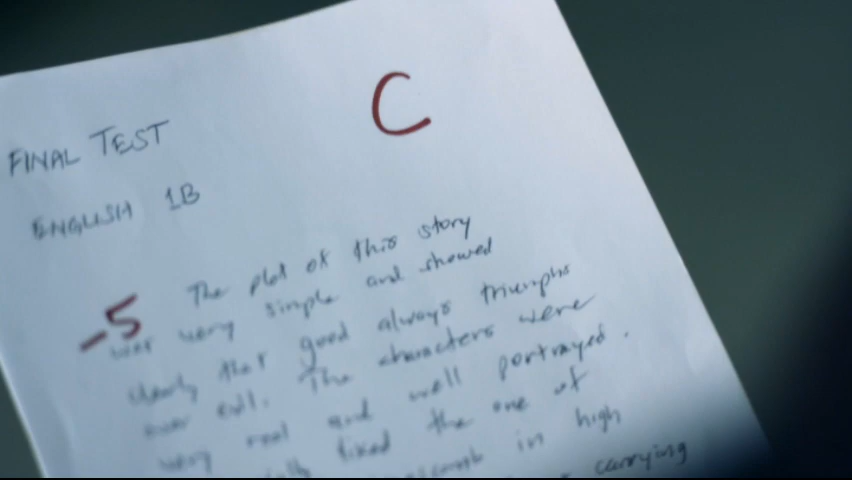 C
FINAL TEST
ENGLISH 1B
-5
The plot of this story
was very simple and showed
clearly that good always triumphs
over evil. The characters were
very real and well portrayed.
liked the one of
in high
carrying